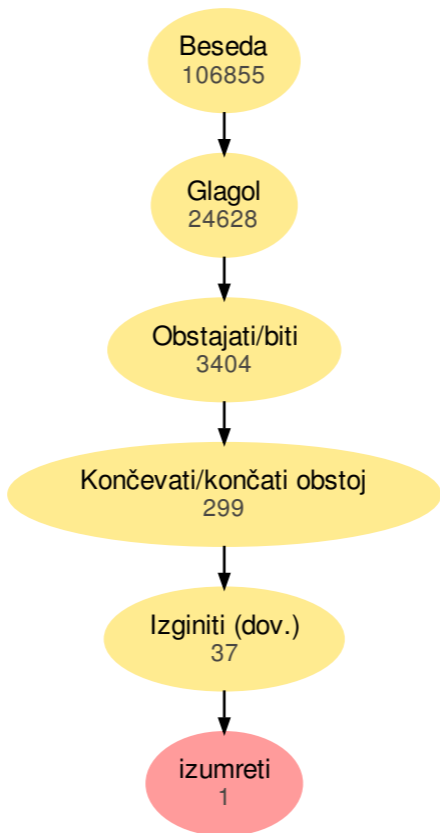 Beseda
106855
Glagol
24628
Obstajati/biti
3404
Končevati/končati obstoj
299
Izginiti (dov.)
37
izumreti
1